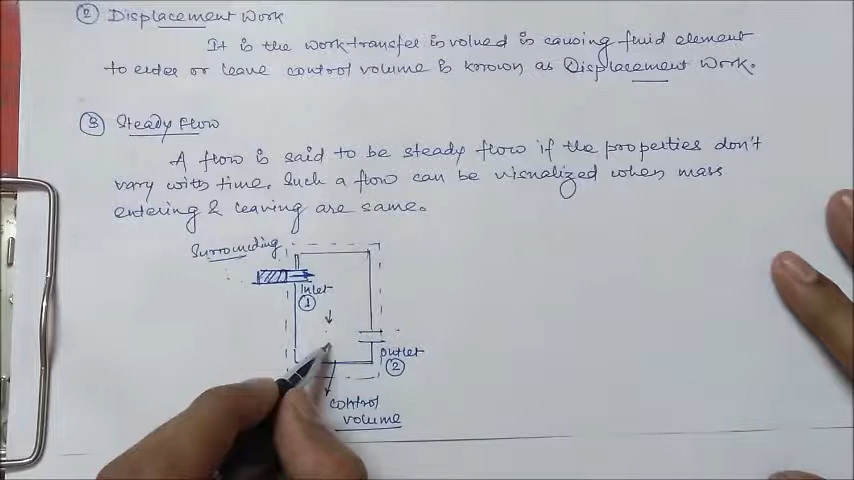 ② Displacement Work
It is the work transfer is volued is causing fluid element
to enter or leave control volume is known as Displacement Work.
③ Steady Flow
A flow is said to be steady flow if the properties don't
vary with time. Such a flow can be visualized when mass
entering & leaving are same.
Surrounding
Inlet
①
outlet
②
control
volume